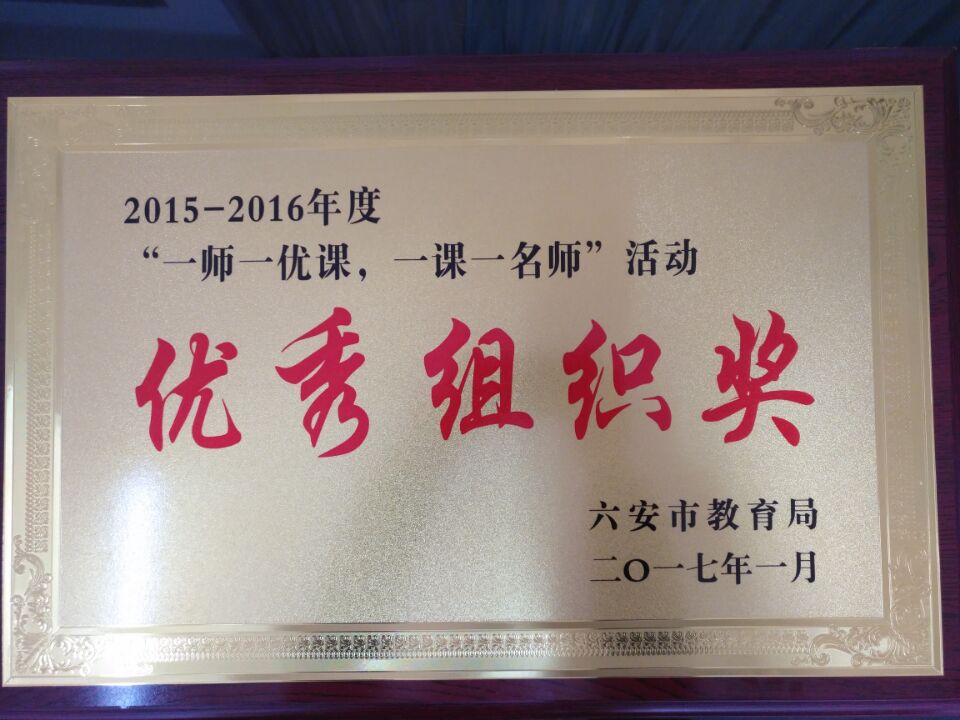 2015-2016年度
“一师一优课，一课一名师”活动
优秀组织奖
六安市教育局
二〇一七年一月